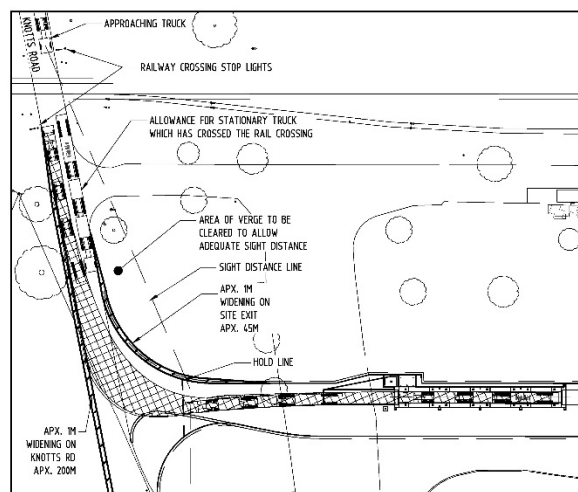 APPROACHING TRUCK
KNOTTS ROAD
RAILWAY CROSSING STOP LIGHTS
ALLOWANCE FOR STATIONARY TRUCK
WHICH HAS CROSSED THE RAIL CROSSING
AREA OF VERGE TO BE
CLEARED TO ALLOW
ADEQUATE SIGHT DISTANCE
SIGHT DISTANCE LINE
APX. 1M
WIDENING ON
SITE EXIT
APX. 45M
HOLD LINE
APX. 1M
WIDENING ON
KNOTTS RD
APX. 200M